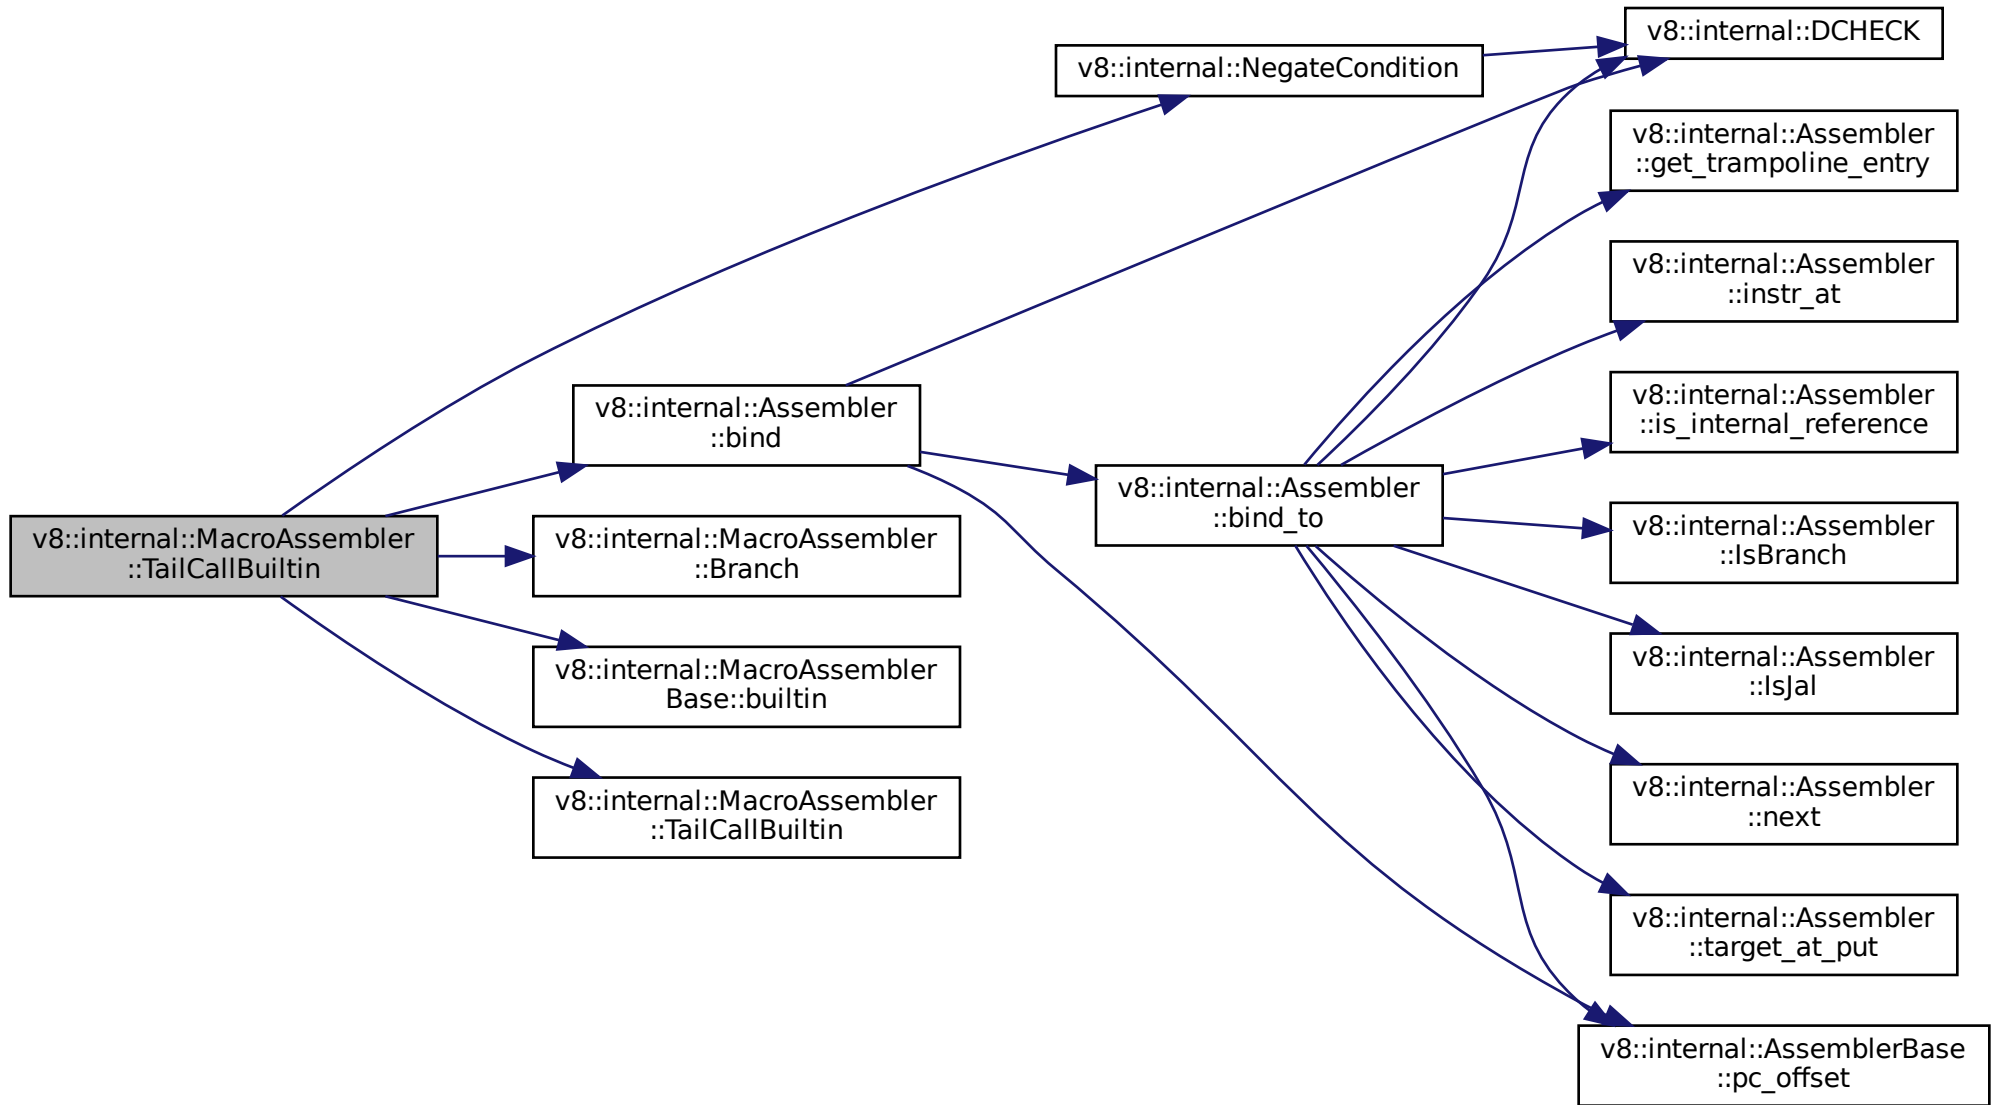 v8::internal::MacroAssembler
::TailCallBuiltin
v8::internal::NegateCondition
v8::internal::Assembler
::bind
v8::internal::MacroAssembler
::Branch
v8::internal::MacroAssembler
Base::builtin
v8::internal::MacroAssembler
::TailCallBuiltin
v8::internal::Assembler
::bind_to
v8::internal::DCHECK
v8::internal::Assembler
::get_trampoline_entry
v8::internal::Assembler
::instr_at
v8::internal::Assembler
::is_internal_reference
v8::internal::Assembler
::IsBranch
v8::internal::Assembler
::IsJal
v8::internal::Assembler
::next
v8::internal::Assembler
::target_at_put
v8::internal::AssemblerBase
::pc_offset